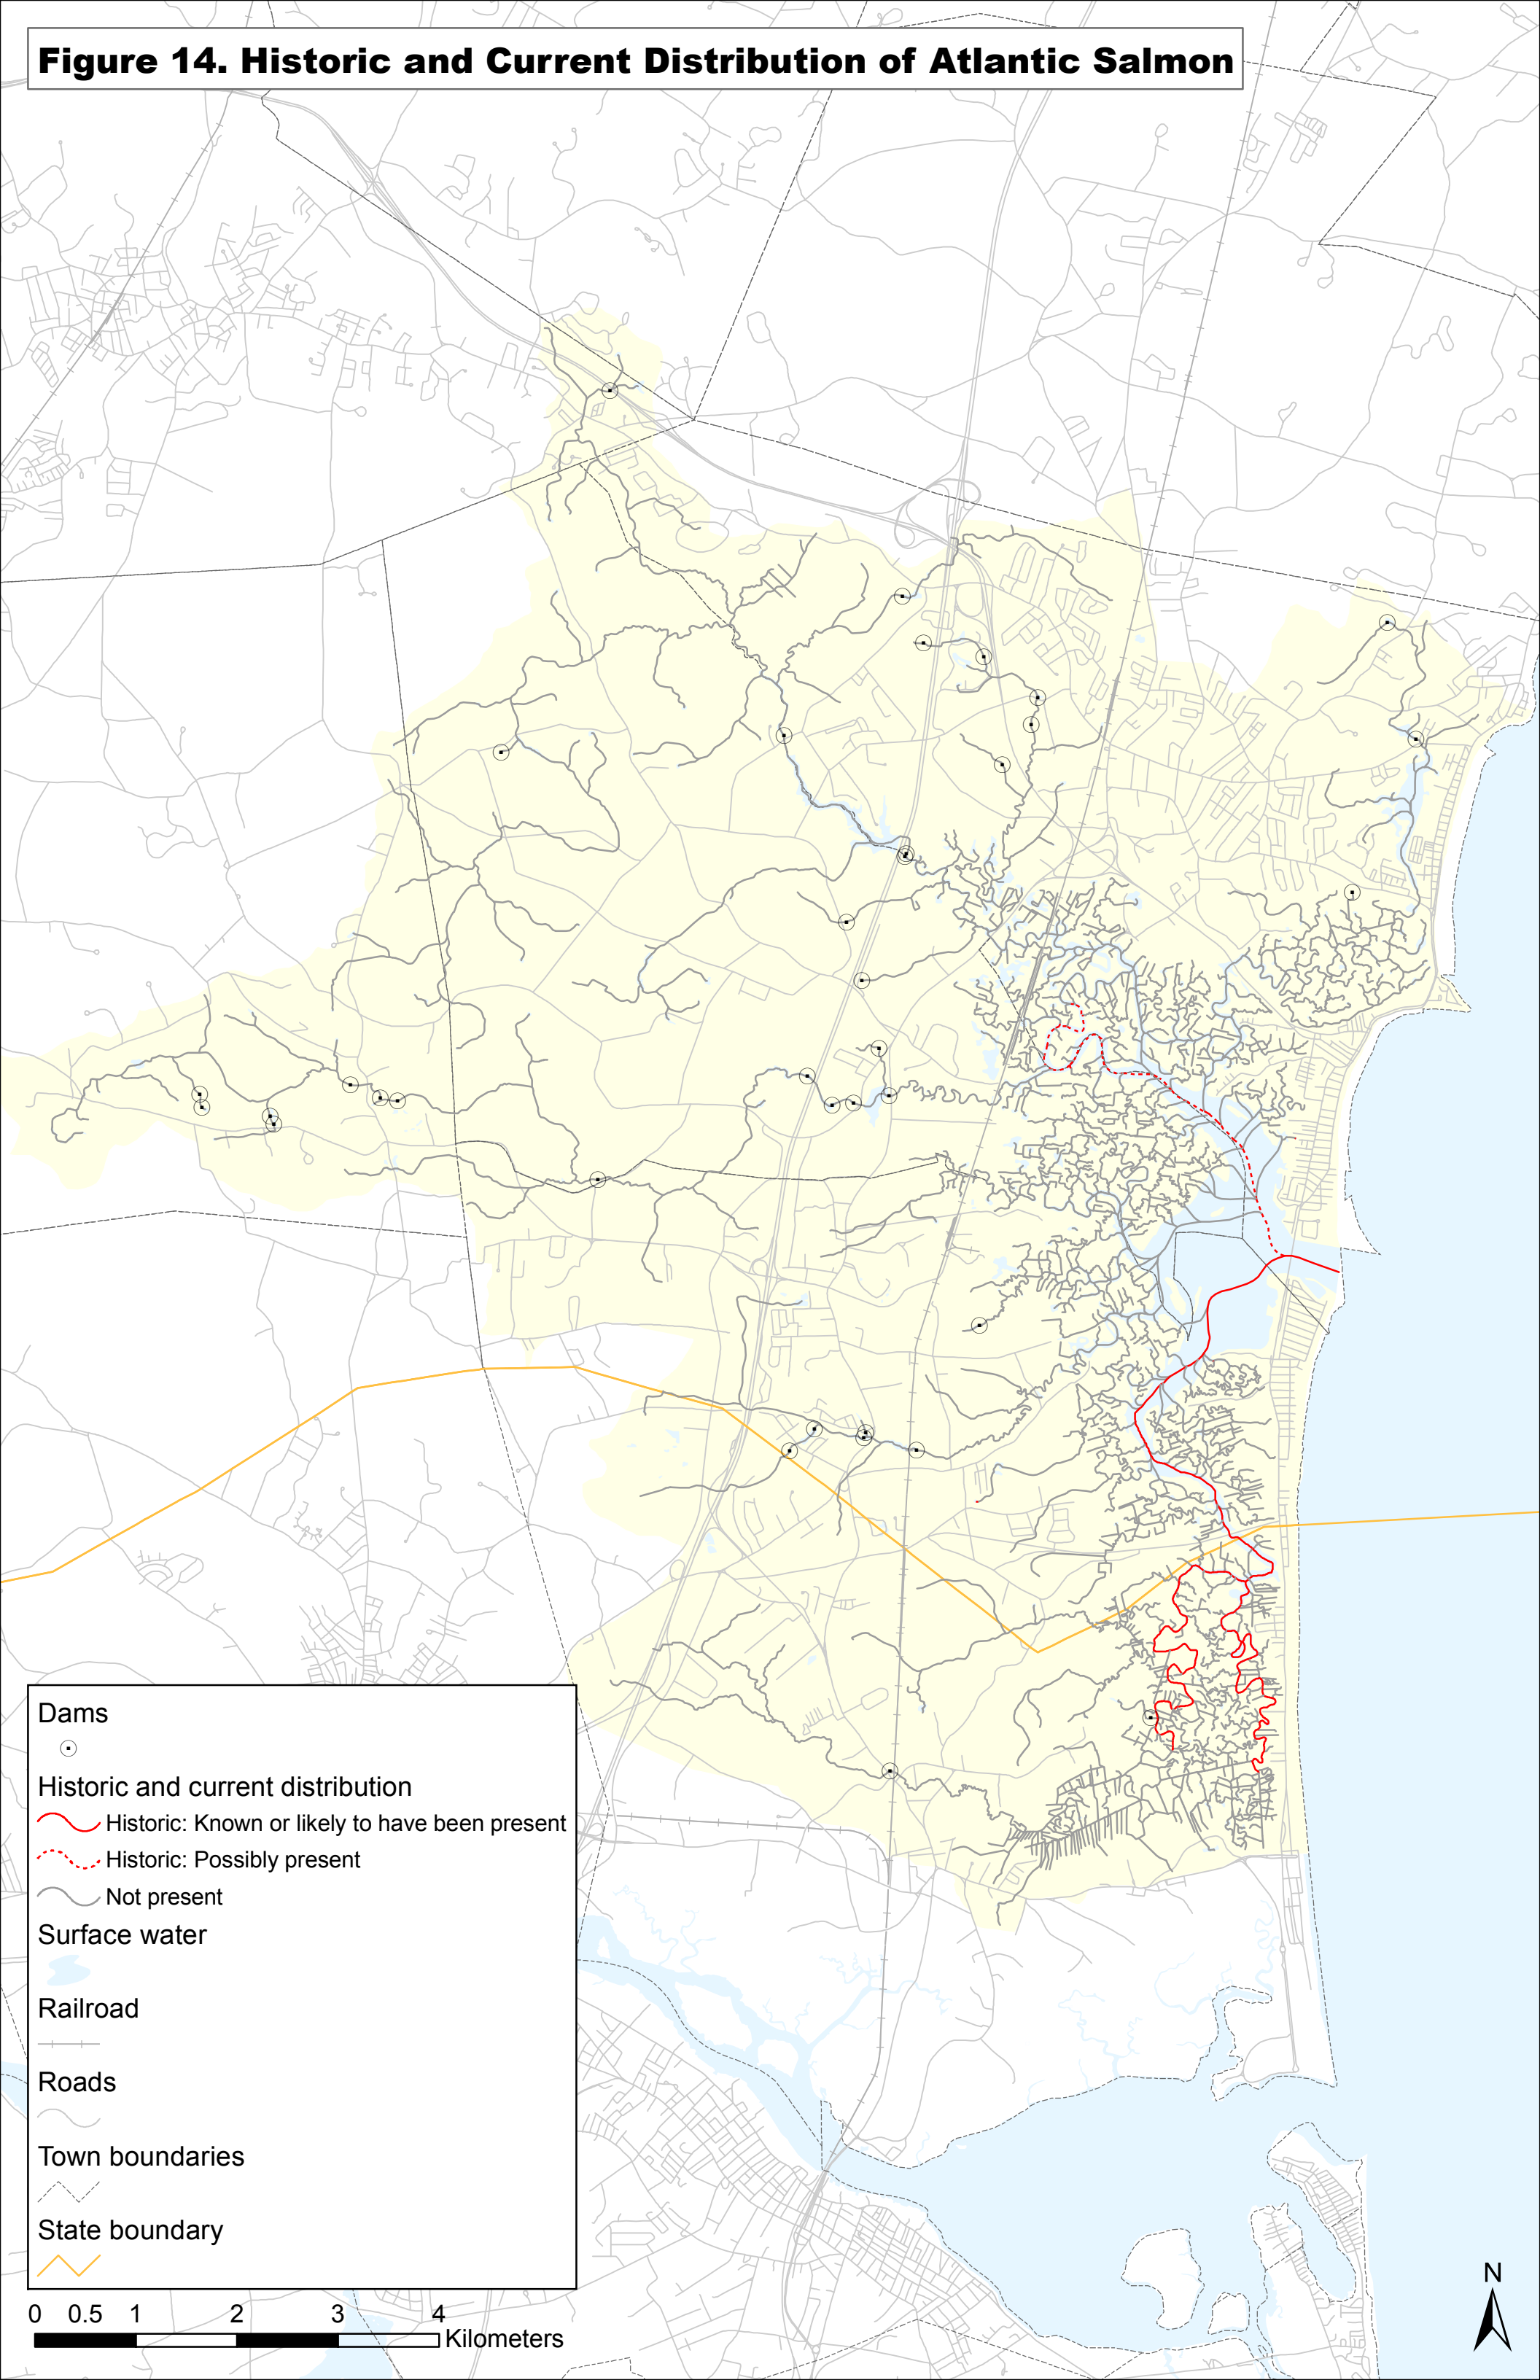 Figure 14. Historic and Current Distribution of Atlantic Salmon
Dams
Historic and current distribution
Historic: Known or likely to have been present
Historic: Possibly present
Not present
Surface water
Railroad
Roads
Town boundaries
State boundary
0 0.5 1 2 3 4
Kilometers
N